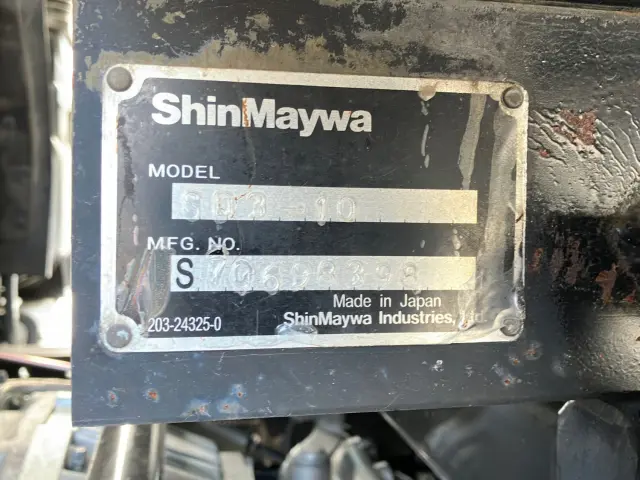 ShinMaywa
MODEL
MFG. NO.
S
Made in Japan
203-24325-0
ShinMaywa Industries, Ltd.